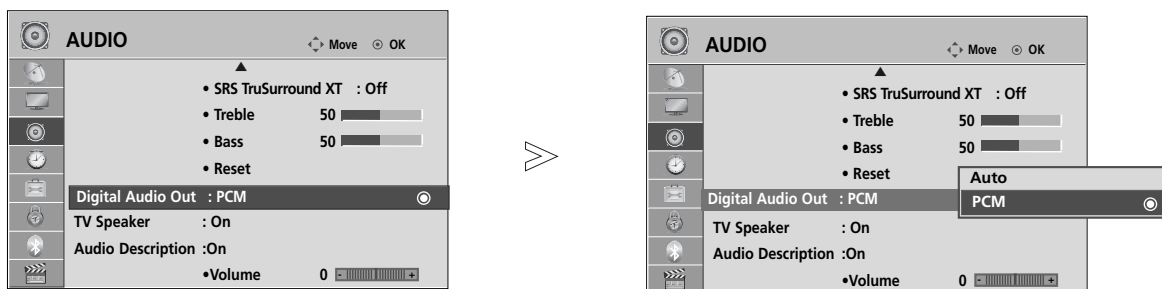 AUDIO Move OK
• SRS TruSurround XT : Off
• Treble 50
• Bass 50
• Reset
Digital Audio Out : PCM
TV Speaker : On
Audio Description :On
•Volume 0 - +
AUDIO Move OK
• SRS TruSurround XT : Off
• Treble 50
• Bass 50
• Reset
Digital Audio Out : PCM
Auto
PCM
TV Speaker : On
Audio Description :On
•Volume 0 - +